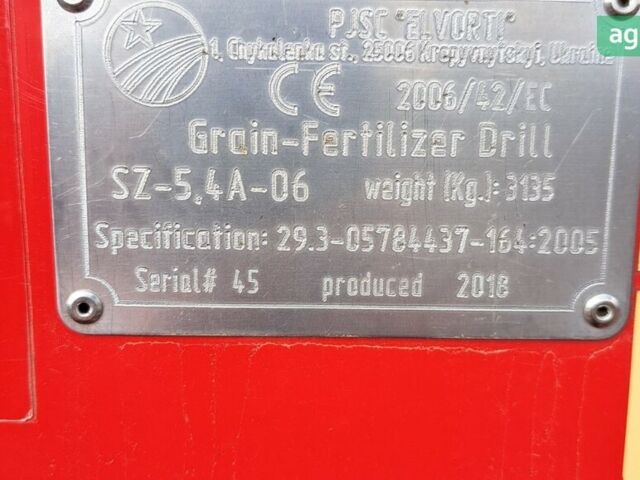 PJSC "ELVORTI"
1, Chykalenka st., 25006 Kropyvnytskyi, Ukraine
CE 2006/42/EC
Grain-Fertilizer Drill
SZ-5,4A-06 weight (Kg.): 3135
Specification: 29.3-05784437-164:2005
Serial# 45 produced 2018
ag